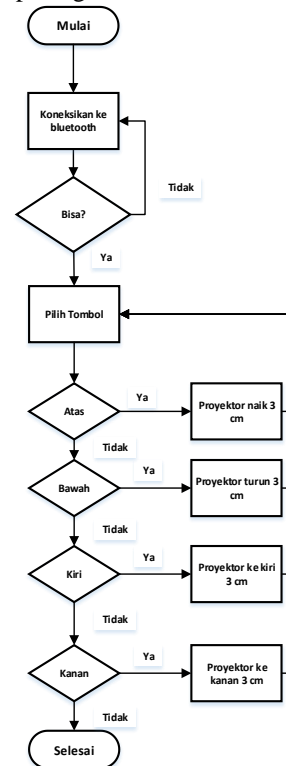 Mulai
Koneksikan ke
bluetooth
Tidak
Bisa?
Ya
Pilih Tombol
Atas
Ya
Proyektor naik 3
cm
Tidak
Bawah
Ya
Proyektor turun 3
cm
Tidak
Kiri
Ya
Proyektor ke kiri
3 cm
Tidak
Kanan
Ya
Proyektor ke
kanan 3 cm
Tidak
Selesai